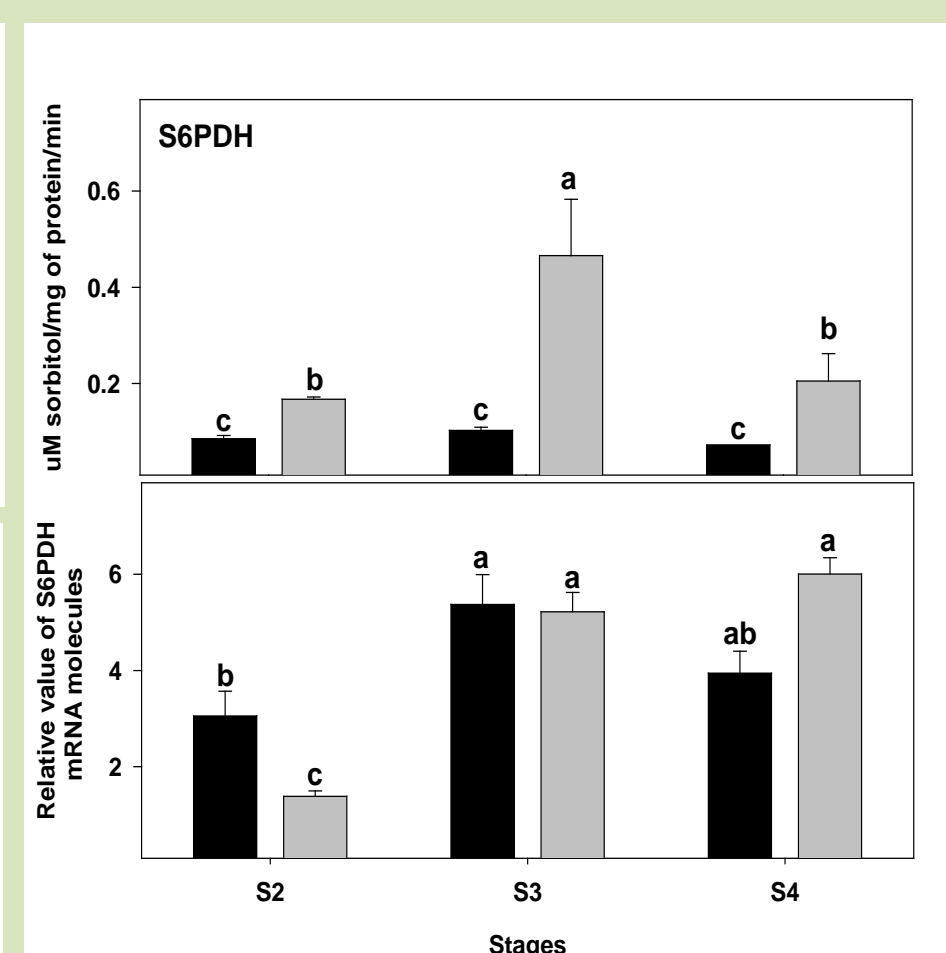 S6PDH
uM sorbitol/mg of protein/min
0.6
0.4
0.2
c
b
c
a
c
b
Relative value of S6PDH
mRNA molecules
6
4
2
b
c
a
a
ab
a
S2
S3
S4
Stages